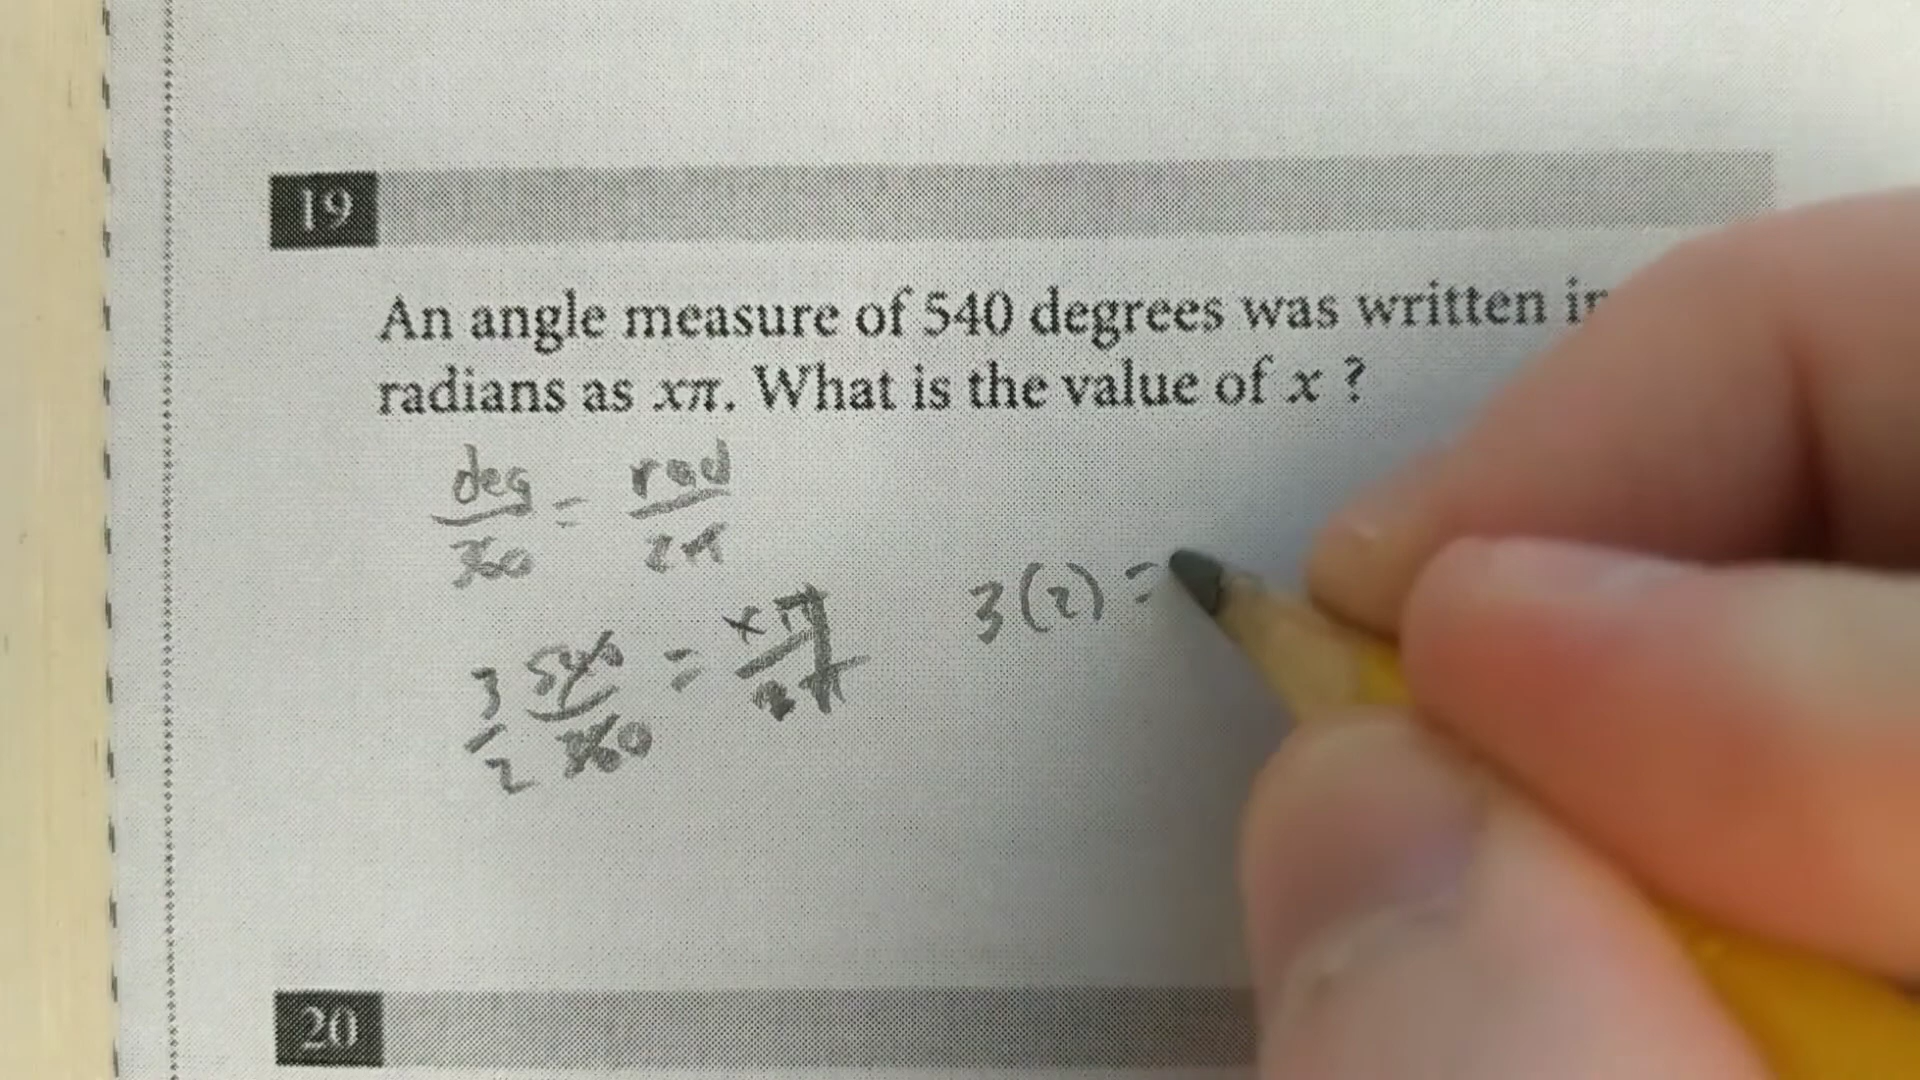 19
An angle measure of 540 degrees was written in
radians as xπ. What is the value of x ?
deg/360 = rad/2π
3/2 540/360 = xπ/2π
3(2) =
20